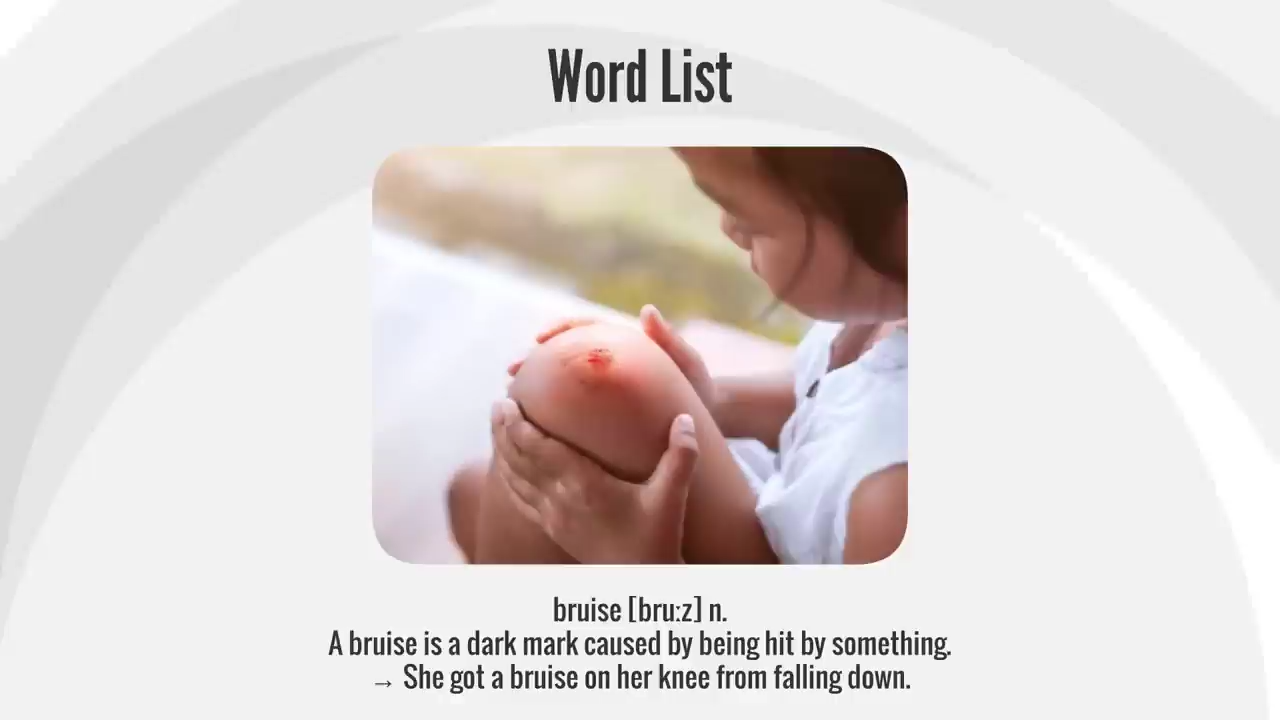 Word List
bruise [bru:z] n.
A bruise is a dark mark caused by being hit by something.
→ She got a bruise on her knee from falling down.